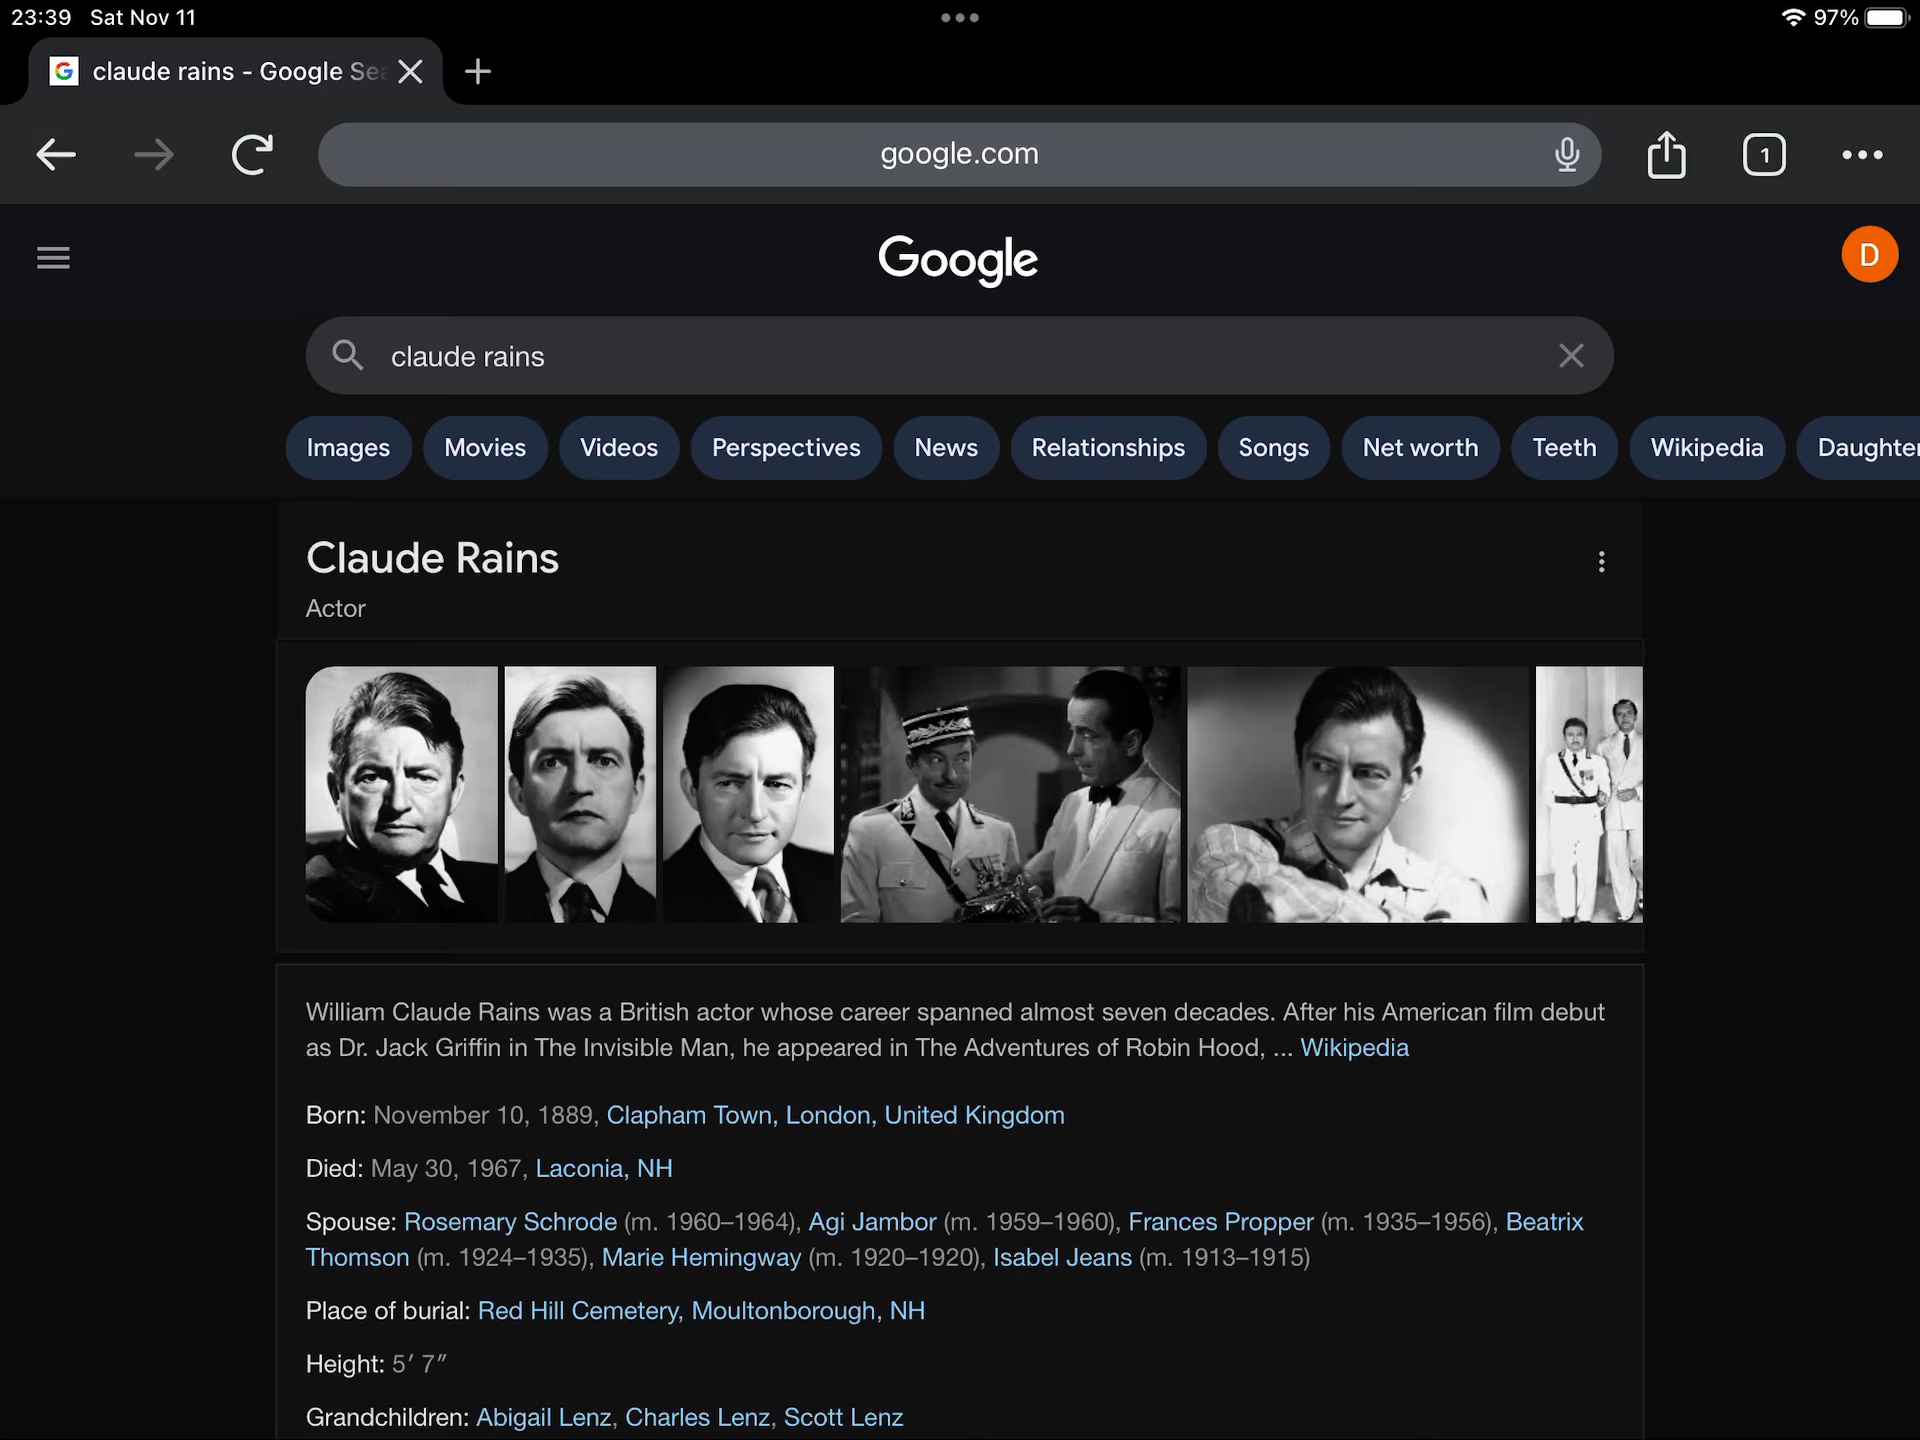 23:39 Sat Nov 11
97%
claude rains - Google Sea
google.com
1
Google
D
claude rains
Images Movies Videos Perspectives News Relationships Songs Net worth Teeth Wikipedia Daughter
Claude Rains
Actor
William Claude Rains was a British actor whose career spanned almost seven decades. After his American film debut
as Dr. Jack Griffin in The Invisible Man, he appeared in The Adventures of Robin Hood, ... Wikipedia
Born: November 10, 1889, Clapham Town, London, United Kingdom
Died: May 30, 1967, Laconia, NH
Spouse: Rosemary Schrode (m. 1960–1964), Agi Jambor (m. 1959–1960), Frances Propper (m. 1935–1956), Beatrix
Thomson (m. 1924–1935), Marie Hemingway (m. 1920–1920), Isabel Jeans (m. 1913–1915)
Place of burial: Red Hill Cemetery, Moultonborough, NH
Height: 5′ 7″
Grandchildren: Abigail Lenz, Charles Lenz, Scott Lenz